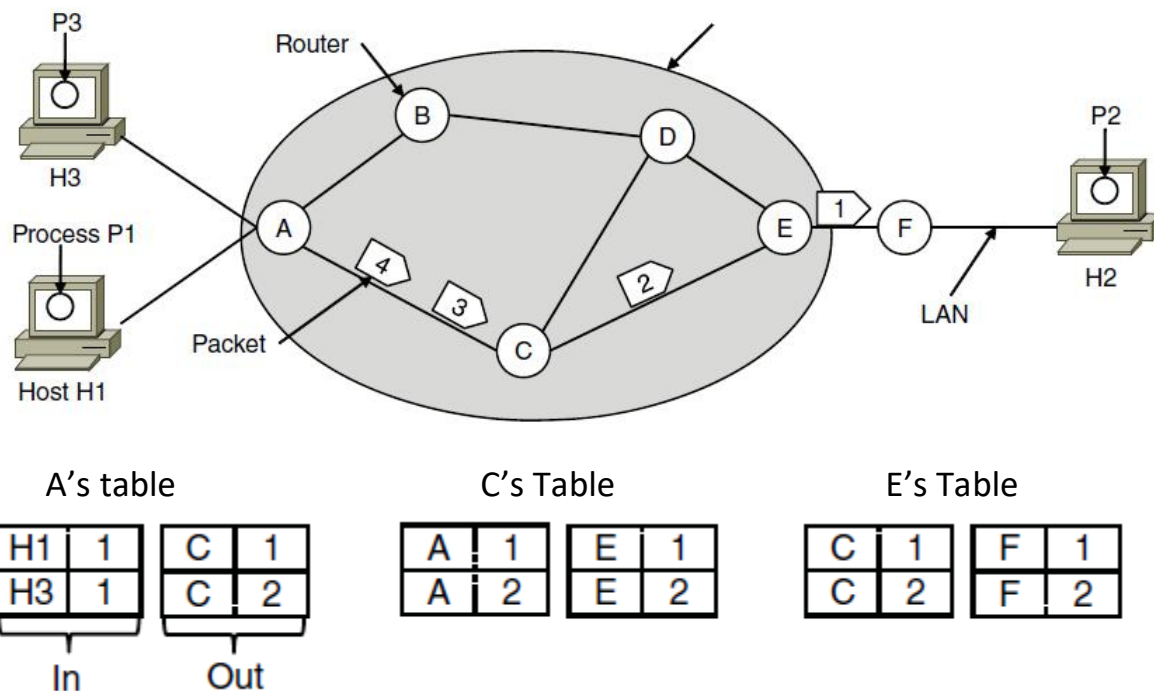 P3
Router
B
D
P2
H3
Process P1
A
E
1
F
4
3
2
H2
Packet
C
LAN
Host H1
A’s table
C’s Table
E’s Table
H1 1 C 1 A 1 E 1 C 1 F 1
H3 1 C 2 A 2 E 2 C 2 F 2
In Out